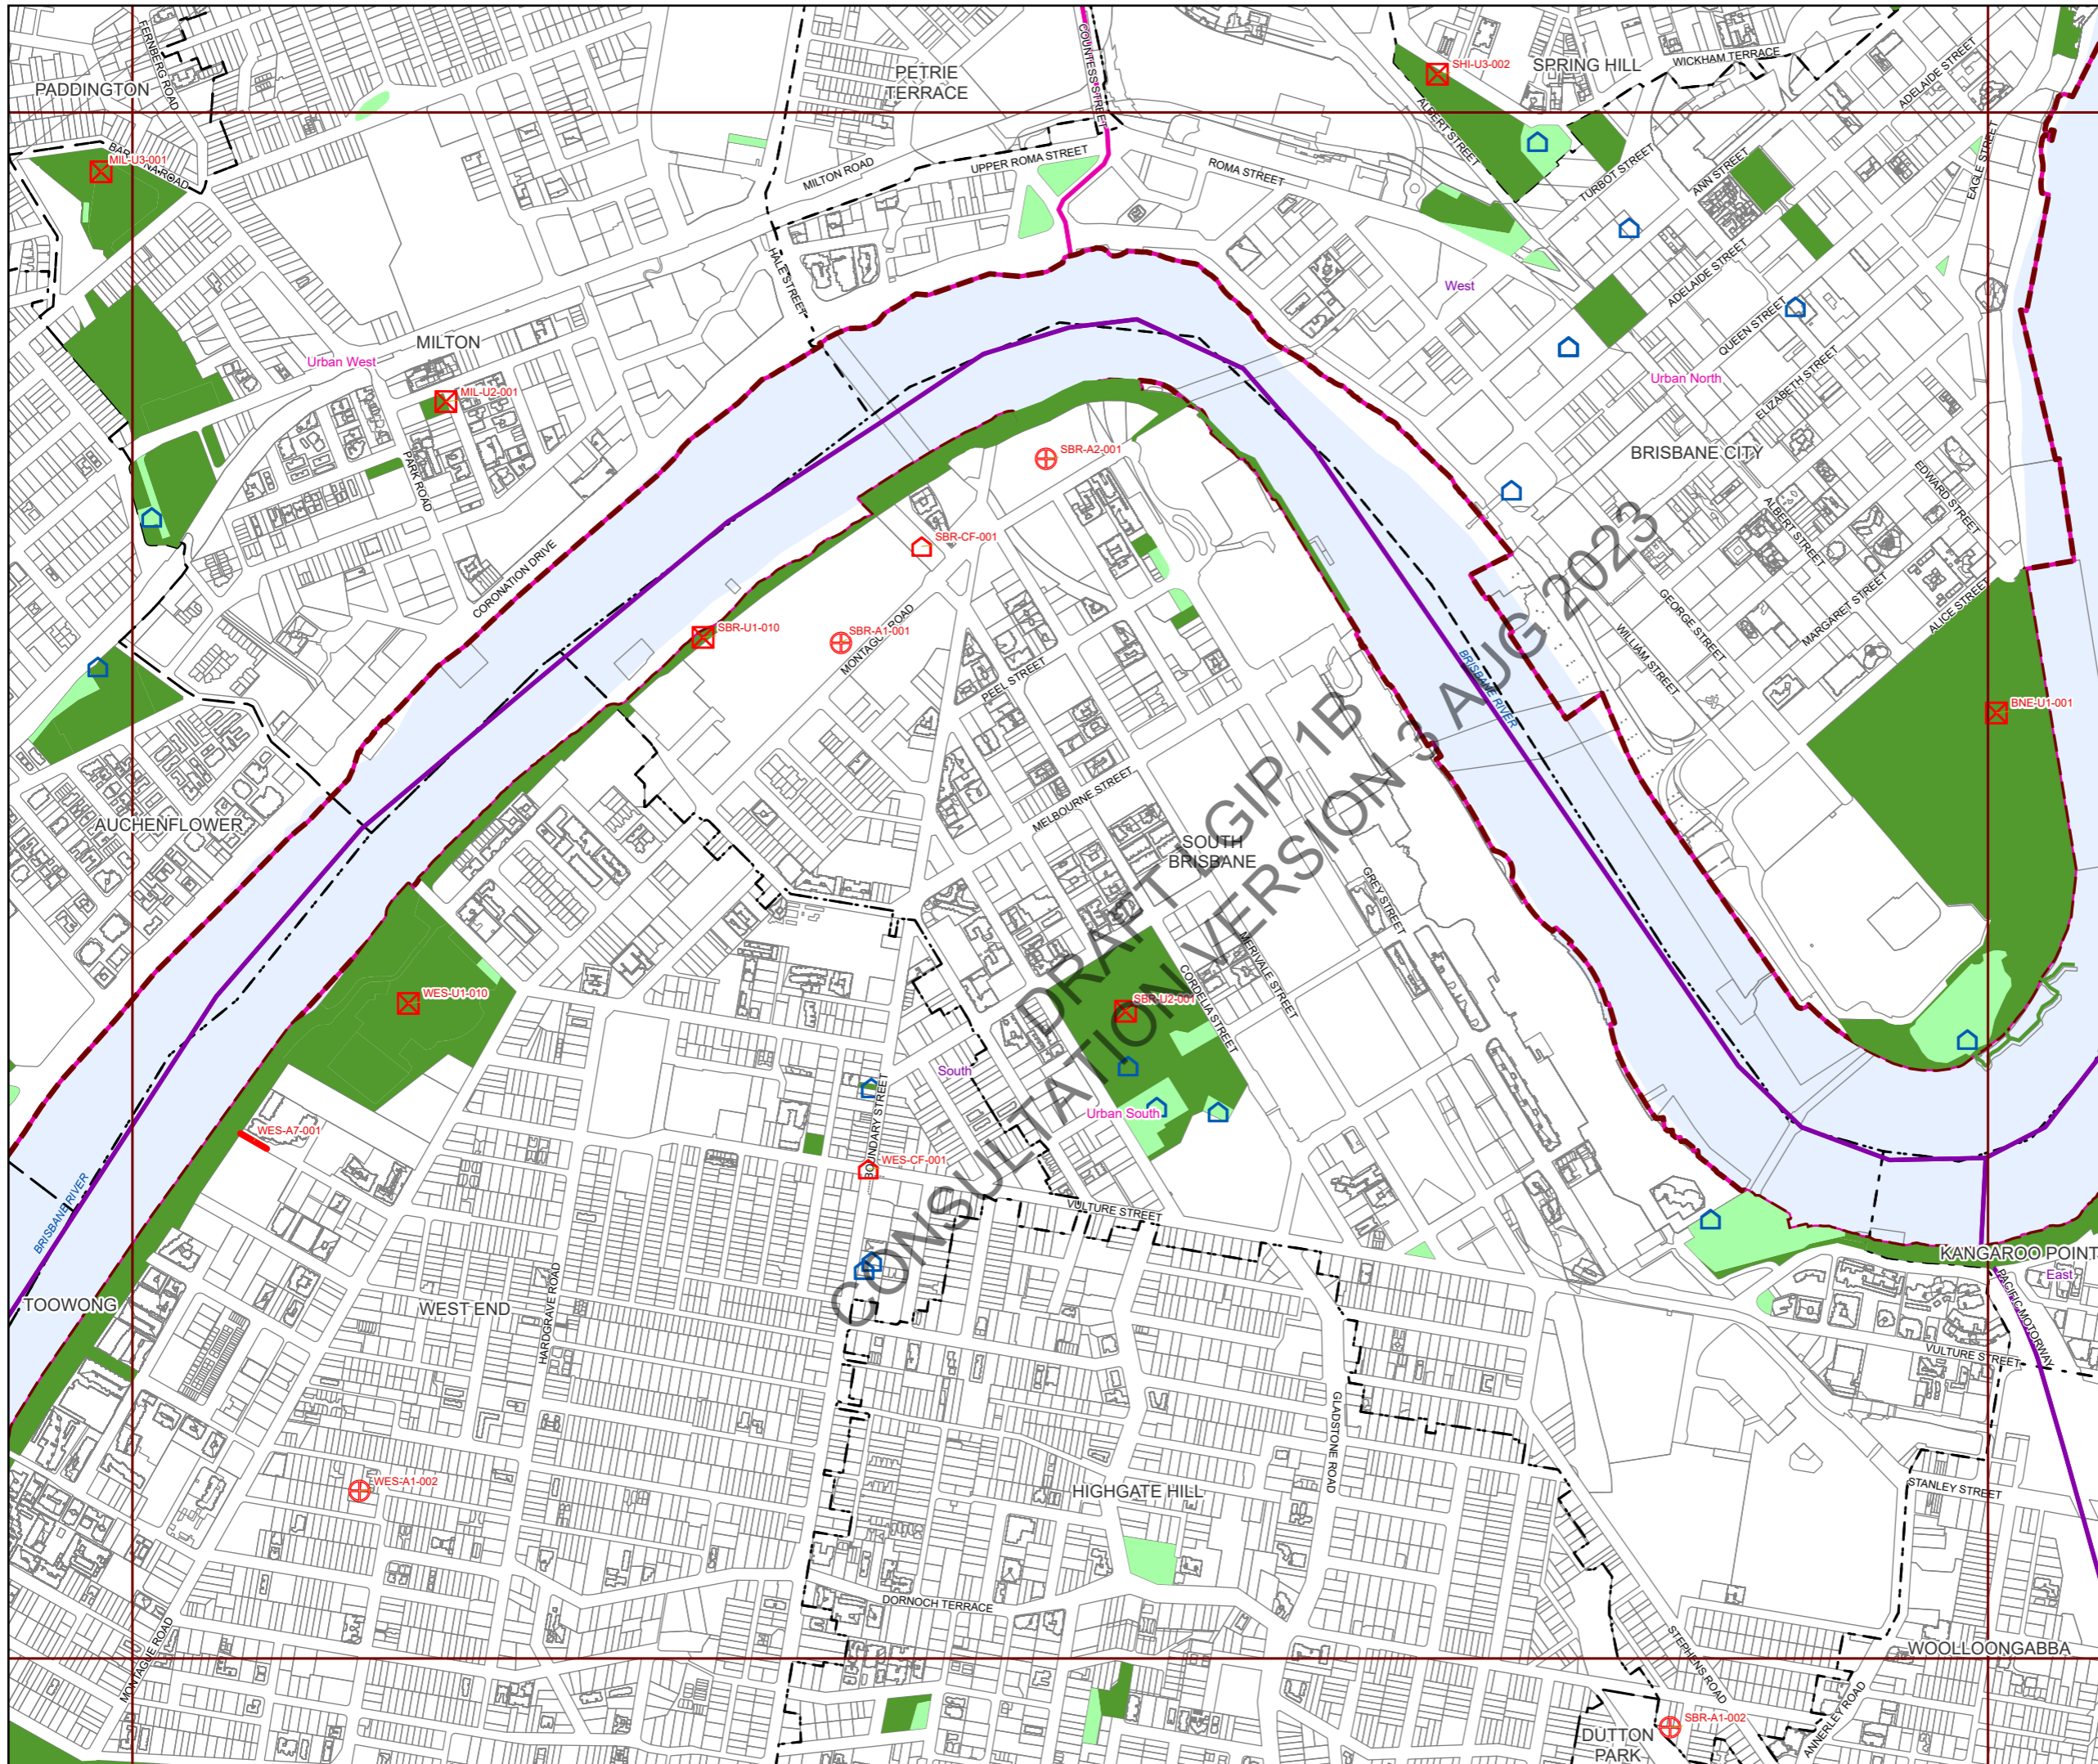 FERNBERG ROAD
PADDINGTON
PETRIE
TERRACE
COUNTESS STREET
SHI-U3-002
SPRING HILL
WICKHAM TERRACE
ADELAIDE STREET
ALBERT STREET
MIL-U3-001
MILTON ROAD
UPPER ROMA STREET
ROMA STREET
TURBOT STREET
ANN STREET
EAGLE STREET
HALE STREET
West
ADELAIDE STREET
QUEEN STREET
MILTON
Urban West
MIL-U2-001
Urban North
ELIZABETH STREET
PARK ROAD
SBR-A2-001
BRISBANE CITY
EDWARD STREET
ALBERT STREET
SBR-CF-001
CORONATION DRIVE
SBR-U1-010
SBR-A1-001
MONTAGUE ROAD
PEEL STREET
GEORGE STREET
WILLIAM STREET
MARGARET STREET
ALICE STREET
BRISBANE RIVER
BNE-U1-001
MELBOURNE STREET
AUCHENFLOWER
SOUTH
BRISBANE
GREY STREET
MERIVALE STREET
CORDELIA STREET
WES-U1-010
SBR-U2-001
DRAFT LGIP 1B
CONSULTATION VERSION 3 AUG 2023
South
Urban South
BOUNDARY STREET
WES-A7-001
WES-CF-001
BRISBANE RIVER
VULTURE STREET
KANGAROO POINT
East
PACIFIC MOTORWAY
TOOWONG
WEST END
HARDGRAVE ROAD
VULTURE STREET
GLADSTONE ROAD
WES-A1-002
HIGHGATE HILL
STANLEY STREET
DORNOCH TERRACE
MONTAGUE ROAD
STEPHENS ROAD
WOOLLOONGABBA
ANNERLEY ROAD
SBR-A1-002
DUTTON
PARK